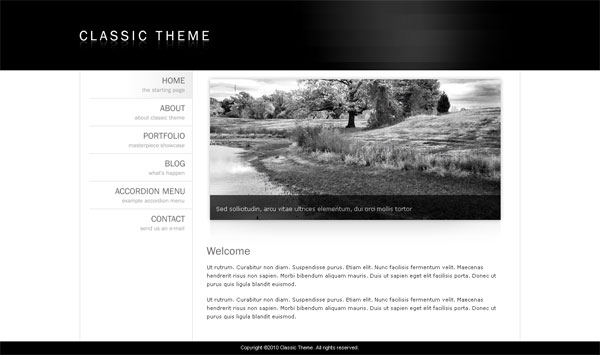 CLASSIC THEME
HOME
the starting page
ABOUT
about classic theme
PORTFOLIO
masterpiece showcase
BLOG
what's happen
ACCORDION MENU
example accordion menu
CONTACT
send us an e-mail
Sed sollicitudin, arcu vitae ultrices elementum, dui orci mollis tortor
Welcome
Ut rutrum. Curabitur non diam. Suspendisse purus. Etiam elit. Nunc facilisis fermentum velit. Maecenas
hendrerit risus non sapien. Morbi bibendum aliquam mauris. Duis ut sapien eget elit facilisis porta. Donec ut
purus quis ligula blandit euismod.
Ut rutrum. Curabitur non diam. Suspendisse purus. Etiam elit. Nunc facilisis fermentum velit. Maecenas
hendrerit risus non sapien. Morbi bibendum aliquam mauris. Duis ut sapien eget elit facilisis porta. Donec ut
purus quis ligula blandit euismod.
Copyright ©2010 Classic Theme. All rights reserved.